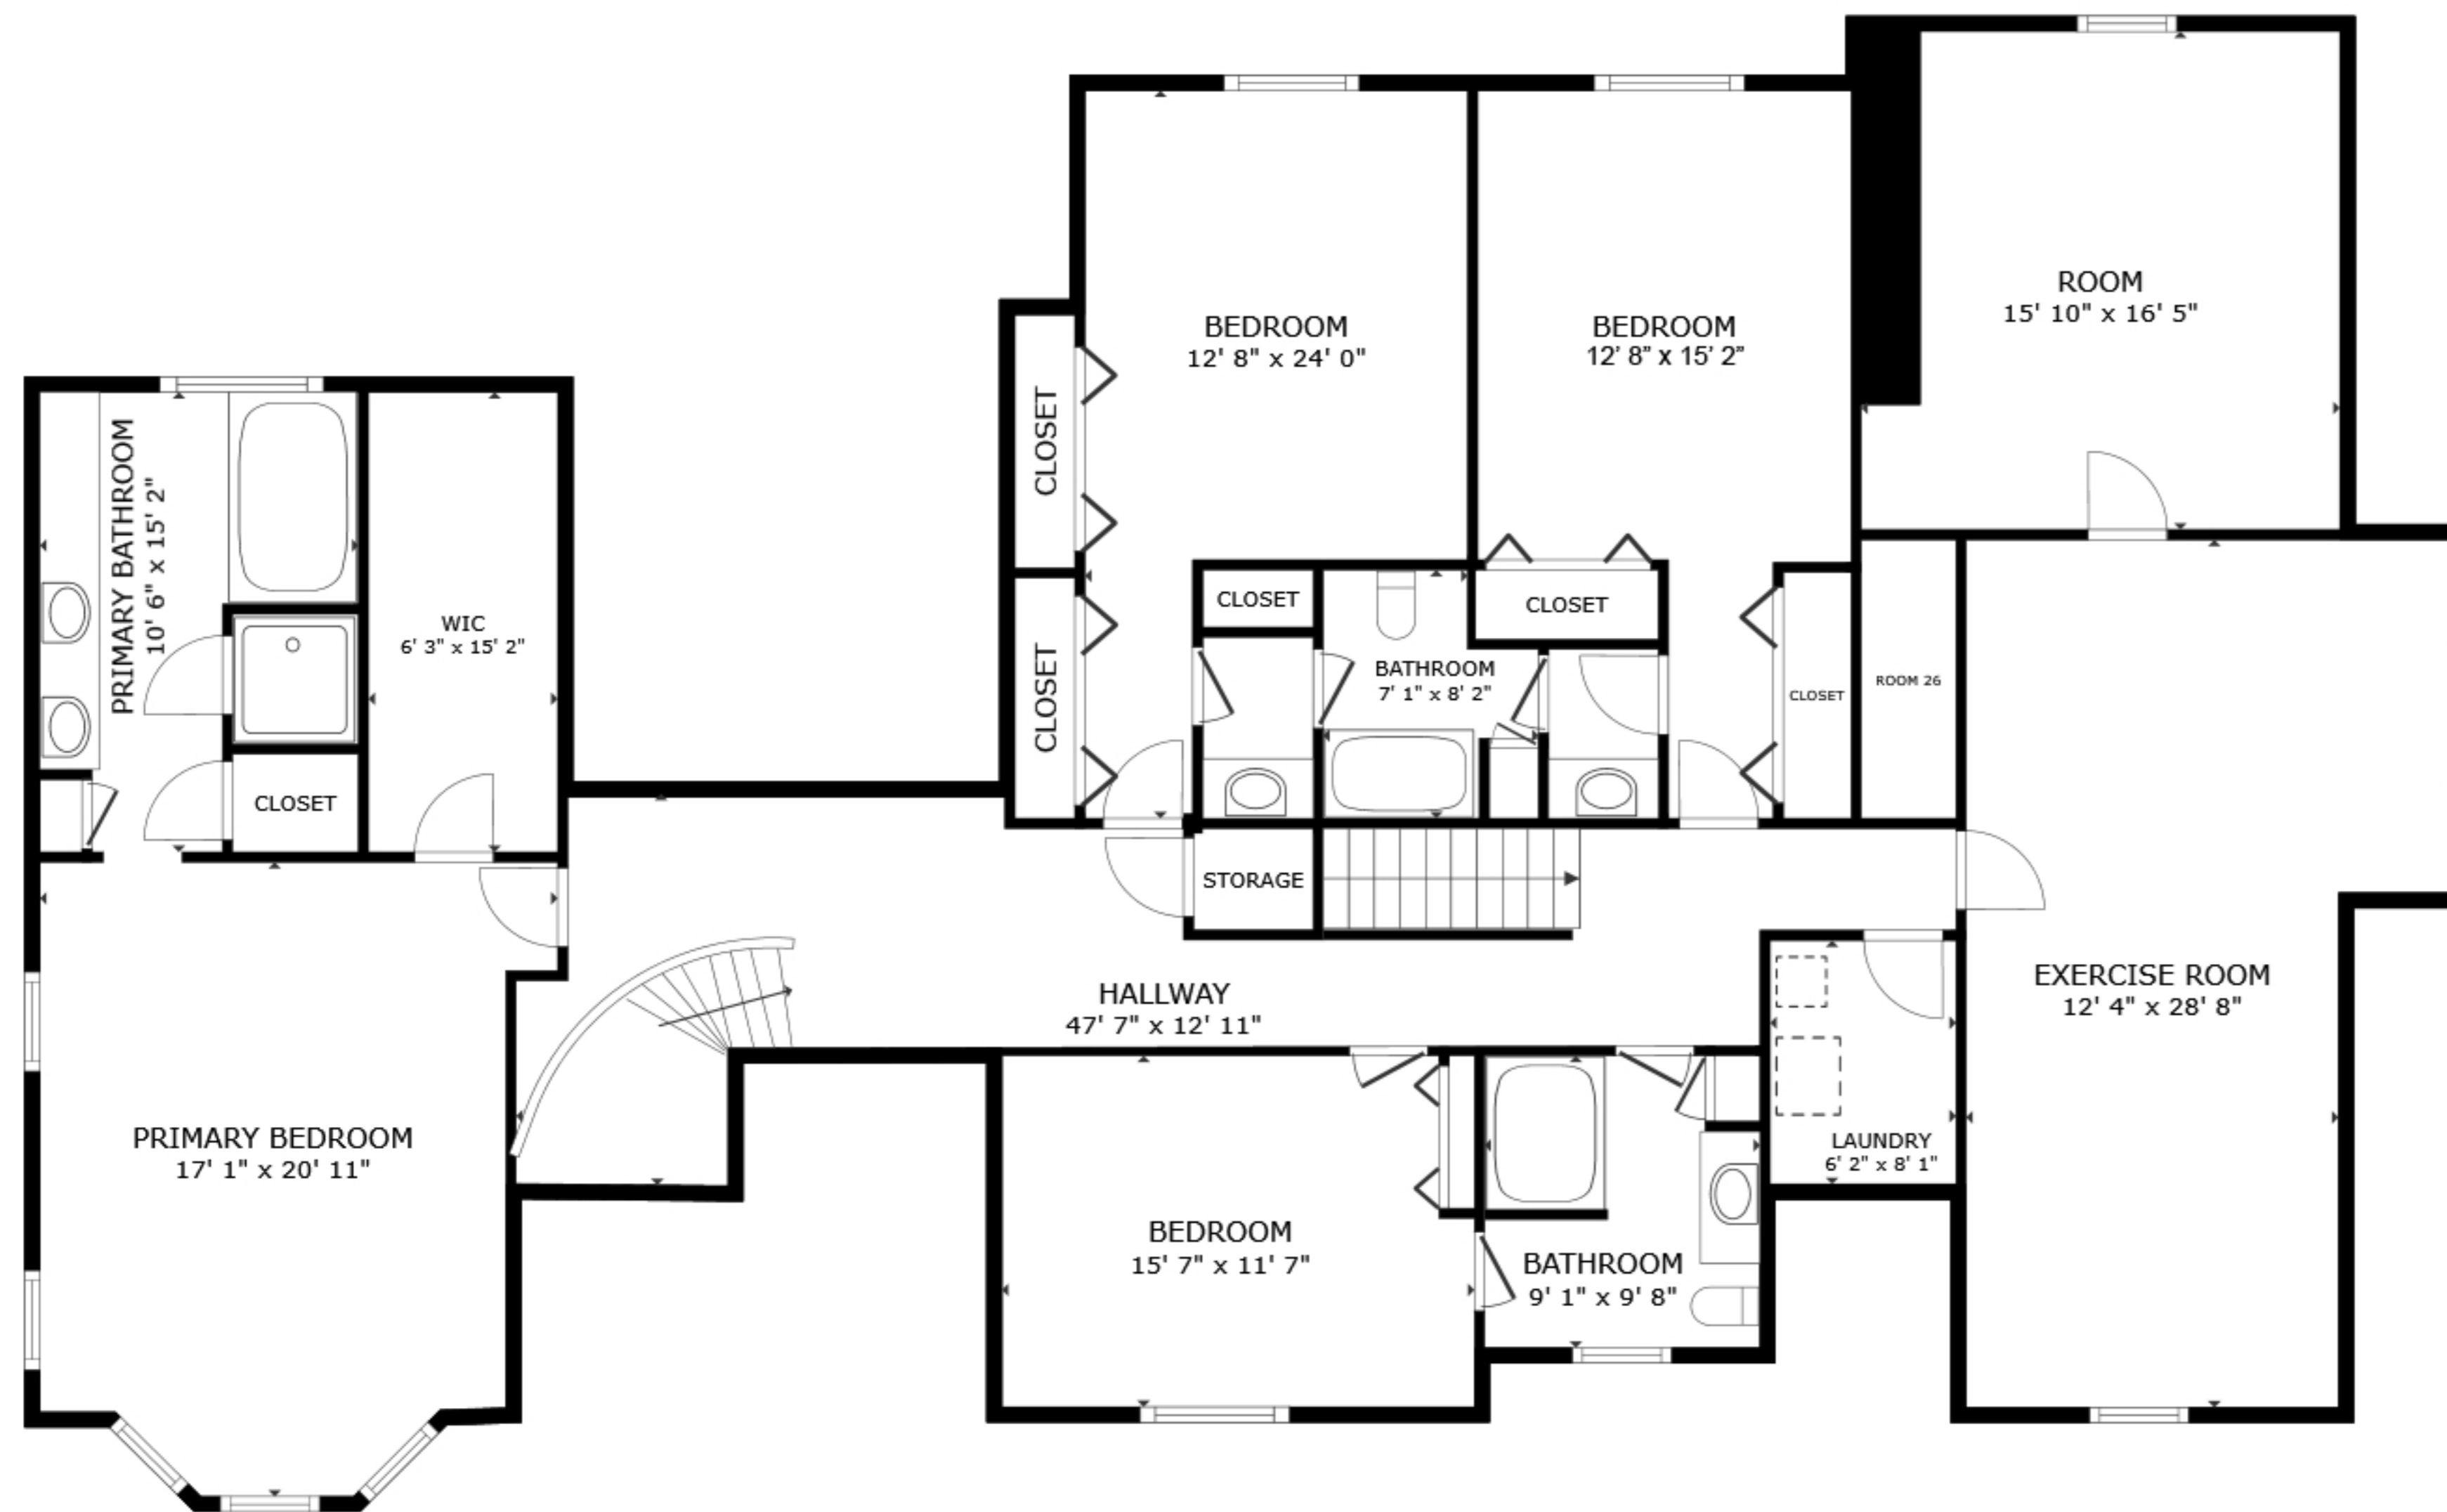 PRIMARY BATHROOM
10' 6" x 15' 2"
WIC
6' 3" x 15' 2"
CLOSET
PRIMARY BEDROOM
17' 1" x 20' 11"
CLOSET
CLOSET
BEDROOM
12' 8" x 24' 0"
BEDROOM
12’ 8” x 15’ 2”
ROOM
15' 10" x 16' 5"
CLOSET
BATHROOM
7' 1" x 8' 2"
CLOSET
CLOSET
ROOM 26
STORAGE
HALLWAY
47' 7" x 12' 11"
EXERCISE ROOM
12' 4" x 28' 8"
LAUNDRY
6' 2" x 8' 1"
BEDROOM
15' 7" x 11' 7"
BATHROOM
9' 1" x 9' 8"